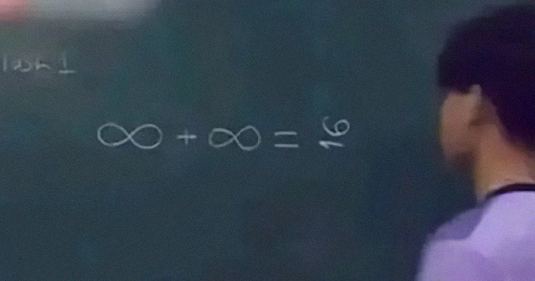 Task 1
∞ + ∞ = 16